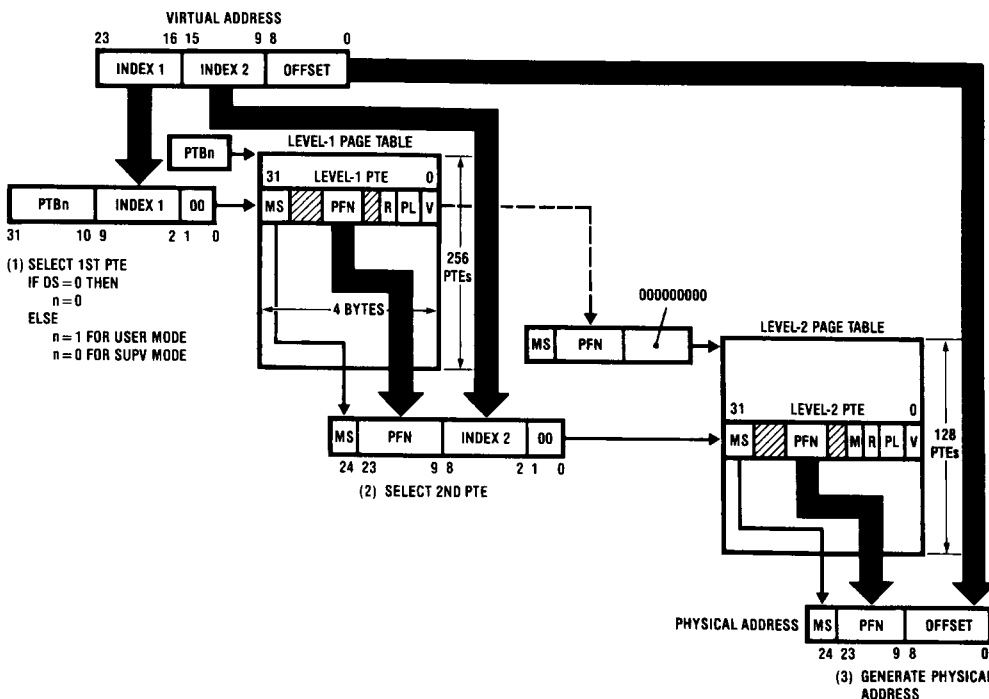 VIRTUAL ADDRESS
23 16 15 9 8 0
INDEX 1 INDEX 2 OFFSET
LEVEL-1 PAGE TABLE
PTBn
31 LEVEL-1 PTE 0
MS PFN R PL V
PTBn INDEX 1 00
31 10 9 2 1 0
256
PTEs
(1) SELECT 1ST PTE
IF DS = 0 THEN
n = 0
ELSE
n = 1 FOR USER MODE
n = 0 FOR SUPV MODE
4 BYTES
000000000
MS PFN
LEVEL-2 PAGE TABLE
31 LEVEL-2 PTE 0
MS PFN M R PL V
128
PTEs
MS PFN INDEX 2 00
24 23 9 8 2 1 0
(2) SELECT 2ND PTE
PHYSICAL ADDRESS
MS PFN OFFSET
24 23 9 8 0
(3) GENERATE PHYSICAL
ADDRESS